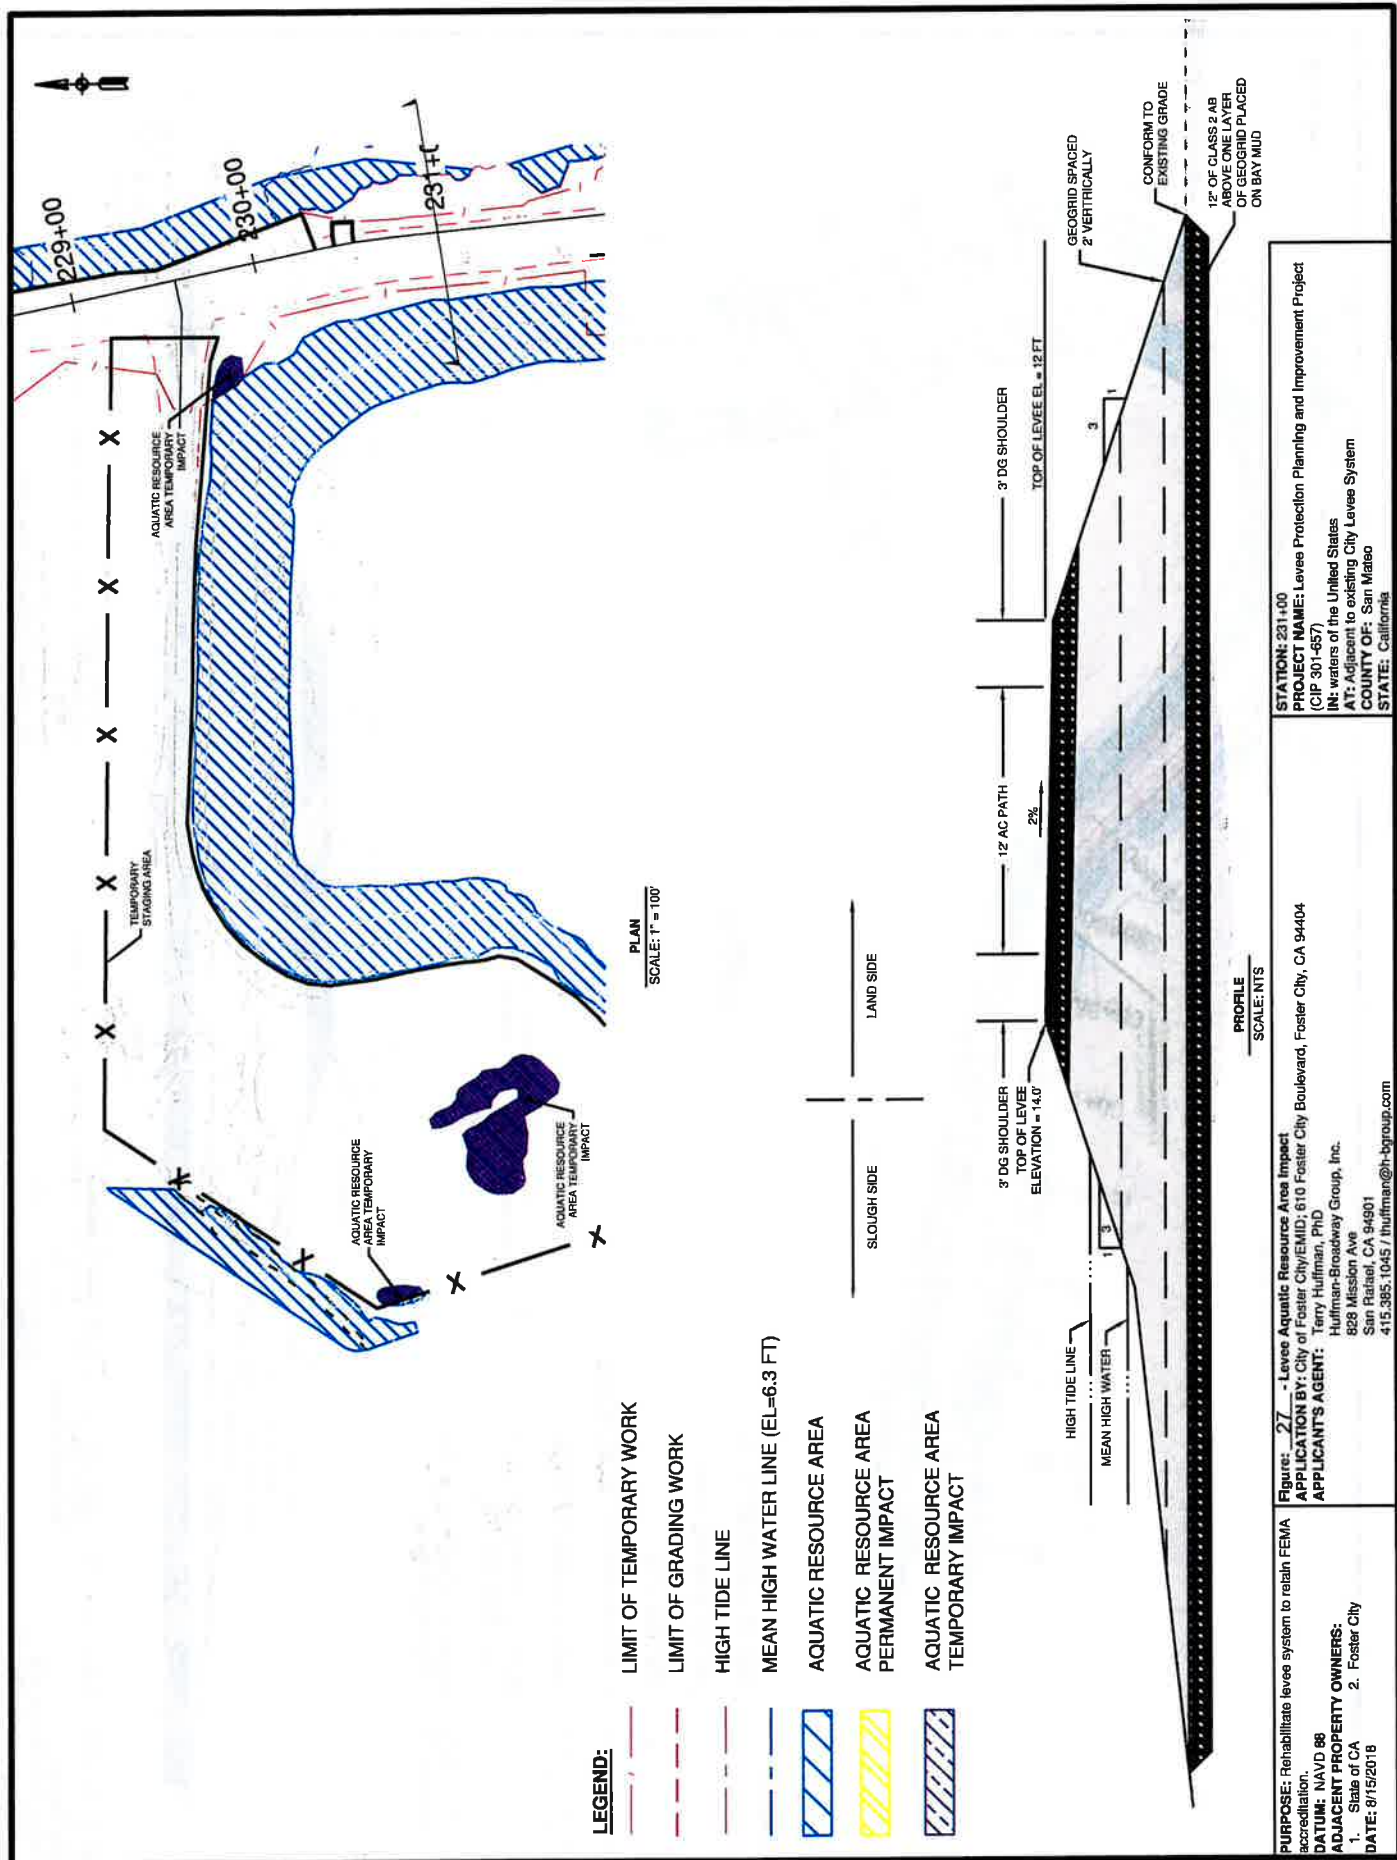 229+00
230+00
231+0
AQUATIC RESOURCE
AREA TEMPORARY
IMPACT
TEMPORARY
STAGING AREA
AQUATIC RESOURCE
AREA TEMPORARY
IMPACT
AQUATIC RESOURCE
AREA TEMPORARY
IMPACT
X
X
X
X
X
X
X
X
X
PLAN
SCALE: 1" = 100'
SLOUGH SIDE
LAND SIDE
LEGEND:
LIMIT OF TEMPORARY WORK
LIMIT OF GRADING WORK
HIGH TIDE LINE
MEAN HIGH WATER LINE (EL=6.3 FT)
AQUATIC RESOURCE AREA
AQUATIC RESOURCE AREA
PERMANENT IMPACT
AQUATIC RESOURCE AREA
TEMPORARY IMPACT
3' DG SHOULDER
12' AC PATH
3' DG SHOULDER
TOP OF LEVEE
ELEVATION = 14.0'
2%
TOP OF LEVEE EL = 12 FT
HIGH TIDE LINE
MEAN HIGH WATER
3
1
3
1
GEOGRID SPACED
2' VERTRICALLY
CONFORM TO
EXISTING GRADE
12" OF CLASS 2 AB
ABOVE ONE LAYER
OF GEOGRID PLACED
ON BAY MUD
PROFILE
SCALE: NTS
PURPOSE: Rehabilitate levee system to retain FEMA
accreditation.
DATUM: NAVD 88
ADJACENT PROPERTY OWNERS:
1. State of CA 2. Foster City
DATE: 8/15/2018
Figure: 27 - Levee Aquatic Resource Area Impact
APPLICATION BY: City of Foster City/EMID; 610 Foster City Boulevard, Foster City, CA 94404
APPLICANT'S AGENT: Terry Huffman, PhD
Huffman-Broadway Group, Inc.
828 Mission Ave
San Rafael, CA 94901
415.385.1045 / thuffman@h-bgroup.com
STATION: 231+00
PROJECT NAME: Levee Protection Planning and Improvement Project
(CIP 301-657)
IN: waters of the United States
AT: Adjacent to existing City Levee System
COUNTY OF: San Mateo
STATE: California